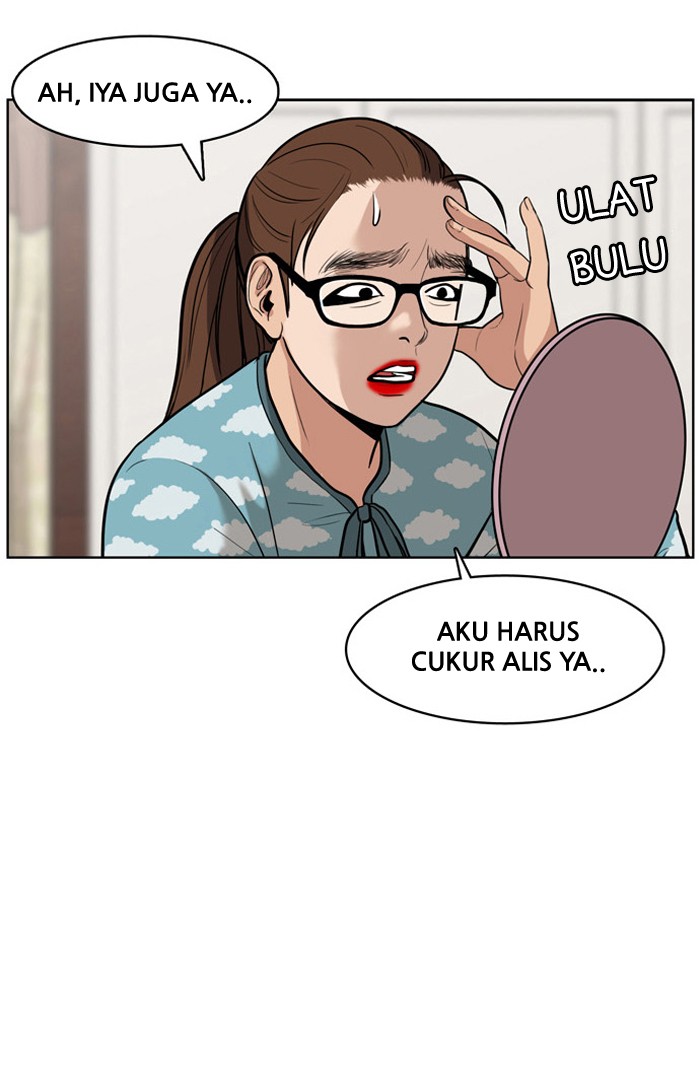 AH, IYA JUGA YA..
ULAT
BULU
AKU HARUS
CUKUR ALIS YA..